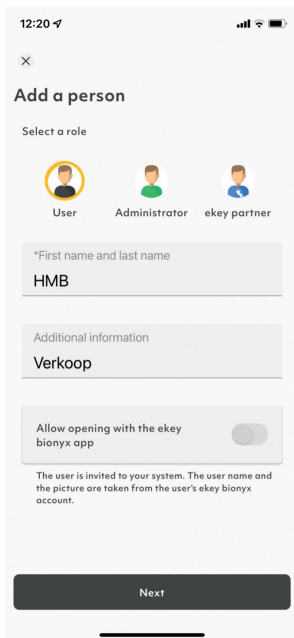 12:20
Add a person
Select a role
User
Administrator
ekey partner
*First name and last name
HMB
Additional information
Verkoop
Allow opening with the ekey
bionyx app
The user is invited to your system. The user name and
the picture are taken from the user's ekey bionyx
account.
Next